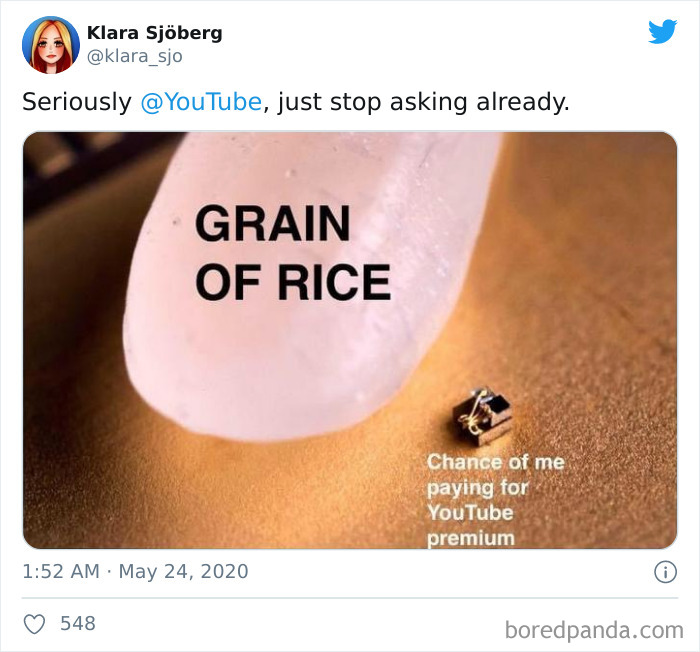 Klara Sjöberg
@klara_sjo
Seriously @YouTube, just stop asking already.
GRAIN
OF RICE
Chance of me
paying for
YouTube
premium
1:52 AM · May 24, 2020
548
boredpanda.com